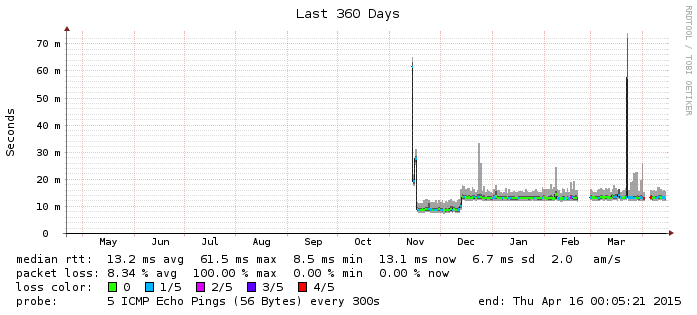 Last 360 Days
RRDTOOL / TOBI OETIKER
Seconds
70 m
60 m
50 m
40 m
30 m
20 m
10 m
0
May Jun Jul Aug Sep Oct Nov Dec Jan Feb Mar
median rtt: 13.2 ms avg 61.5 ms max 8.5 ms min 13.1 ms now 6.7 ms sd 2.0 am/s
packet loss: 8.34 % avg 100.00 % max 0.00 % min 0.00 % now
loss color: 0 1/5 2/5 3/5 4/5
probe: 5 ICMP Echo Pings (56 Bytes) every 300s end: Thu Apr 16 00:05:21 2015